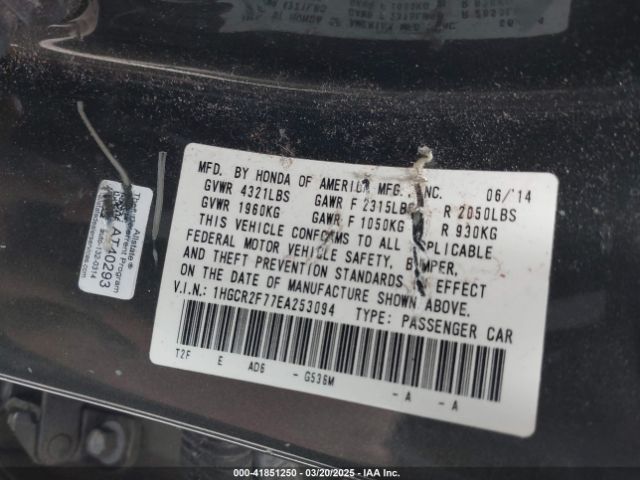 MFD. BY HONDA OF AMERICA MFG., INC. 06/'14
GVWR 4321LBS GAWR F 2315LBS R 2050LBS
GVWR 1960KG GAWR F 1050KG R 930KG
THIS VEHICLE CONFORMS TO ALL APPLICABLE
FEDERAL MOTOR VEHICLE SAFETY, BUMPER,
AND THEFT PREVENTION STANDARDS IN EFFECT
ON THE DATE OF MANUFACTURE SHOWN ABOVE.
V.I.N.: 1HGCR2F77EA253094 TYPE: PASSENGER CAR
T2F E AD6 - G536M - A - A
Allstate®
Program
40293
000-41851250 | 03/20/2025 | IAA Inc.